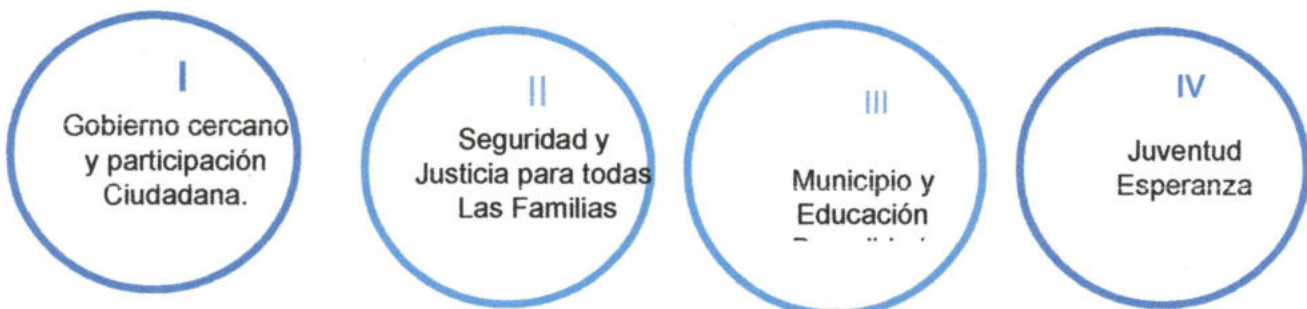 I
Gobierno cercano
y participación
Ciudadana.
II
Seguridad y
Justicia para todas
Las Familias
III
Municipio y
Educación
IV
Juventud
Esperanza